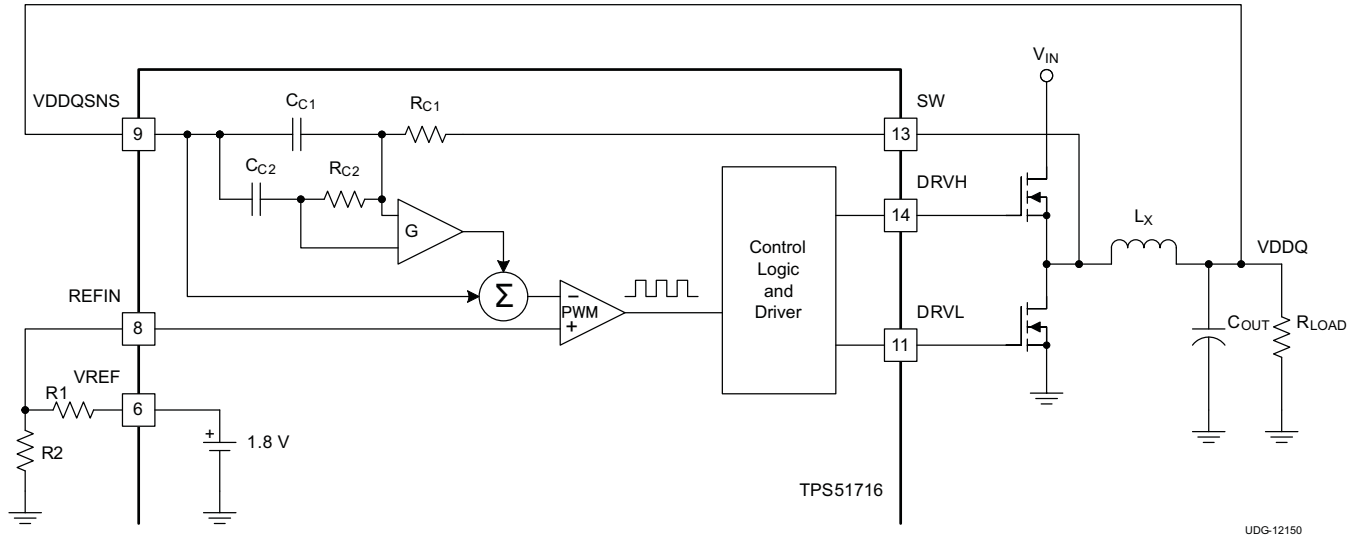 VIN
VDDQSNS
CC1
RC1
SW
9
13
CC2
RC2
DRVH
14
G
Control
Logic
and
Driver
LX
VDDQ
REFIN
Σ
−
PWM
+
DRVL
8
11
COUT
RLOAD
VREF
R1
6
R2
+
1.8 V
TPS51716
UDG-12150